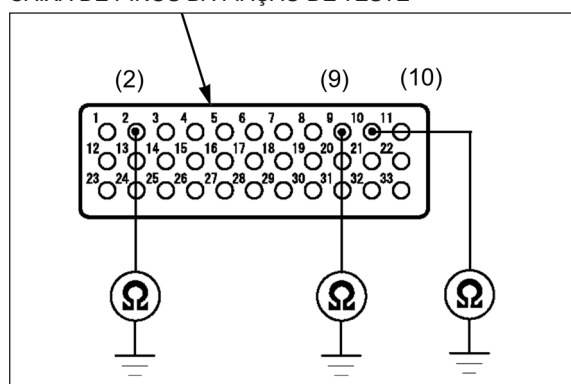 CAIXA DE PINOS DA FIAÇÃO DE TESTE
(2) (9) (10)
1 2 3 4 5 6 7 8 9 10 11
12 13 14 15 16 17 18 19 20 21 22
23 24 25 26 27 28 29 30 31 32 33
Ω Ω Ω